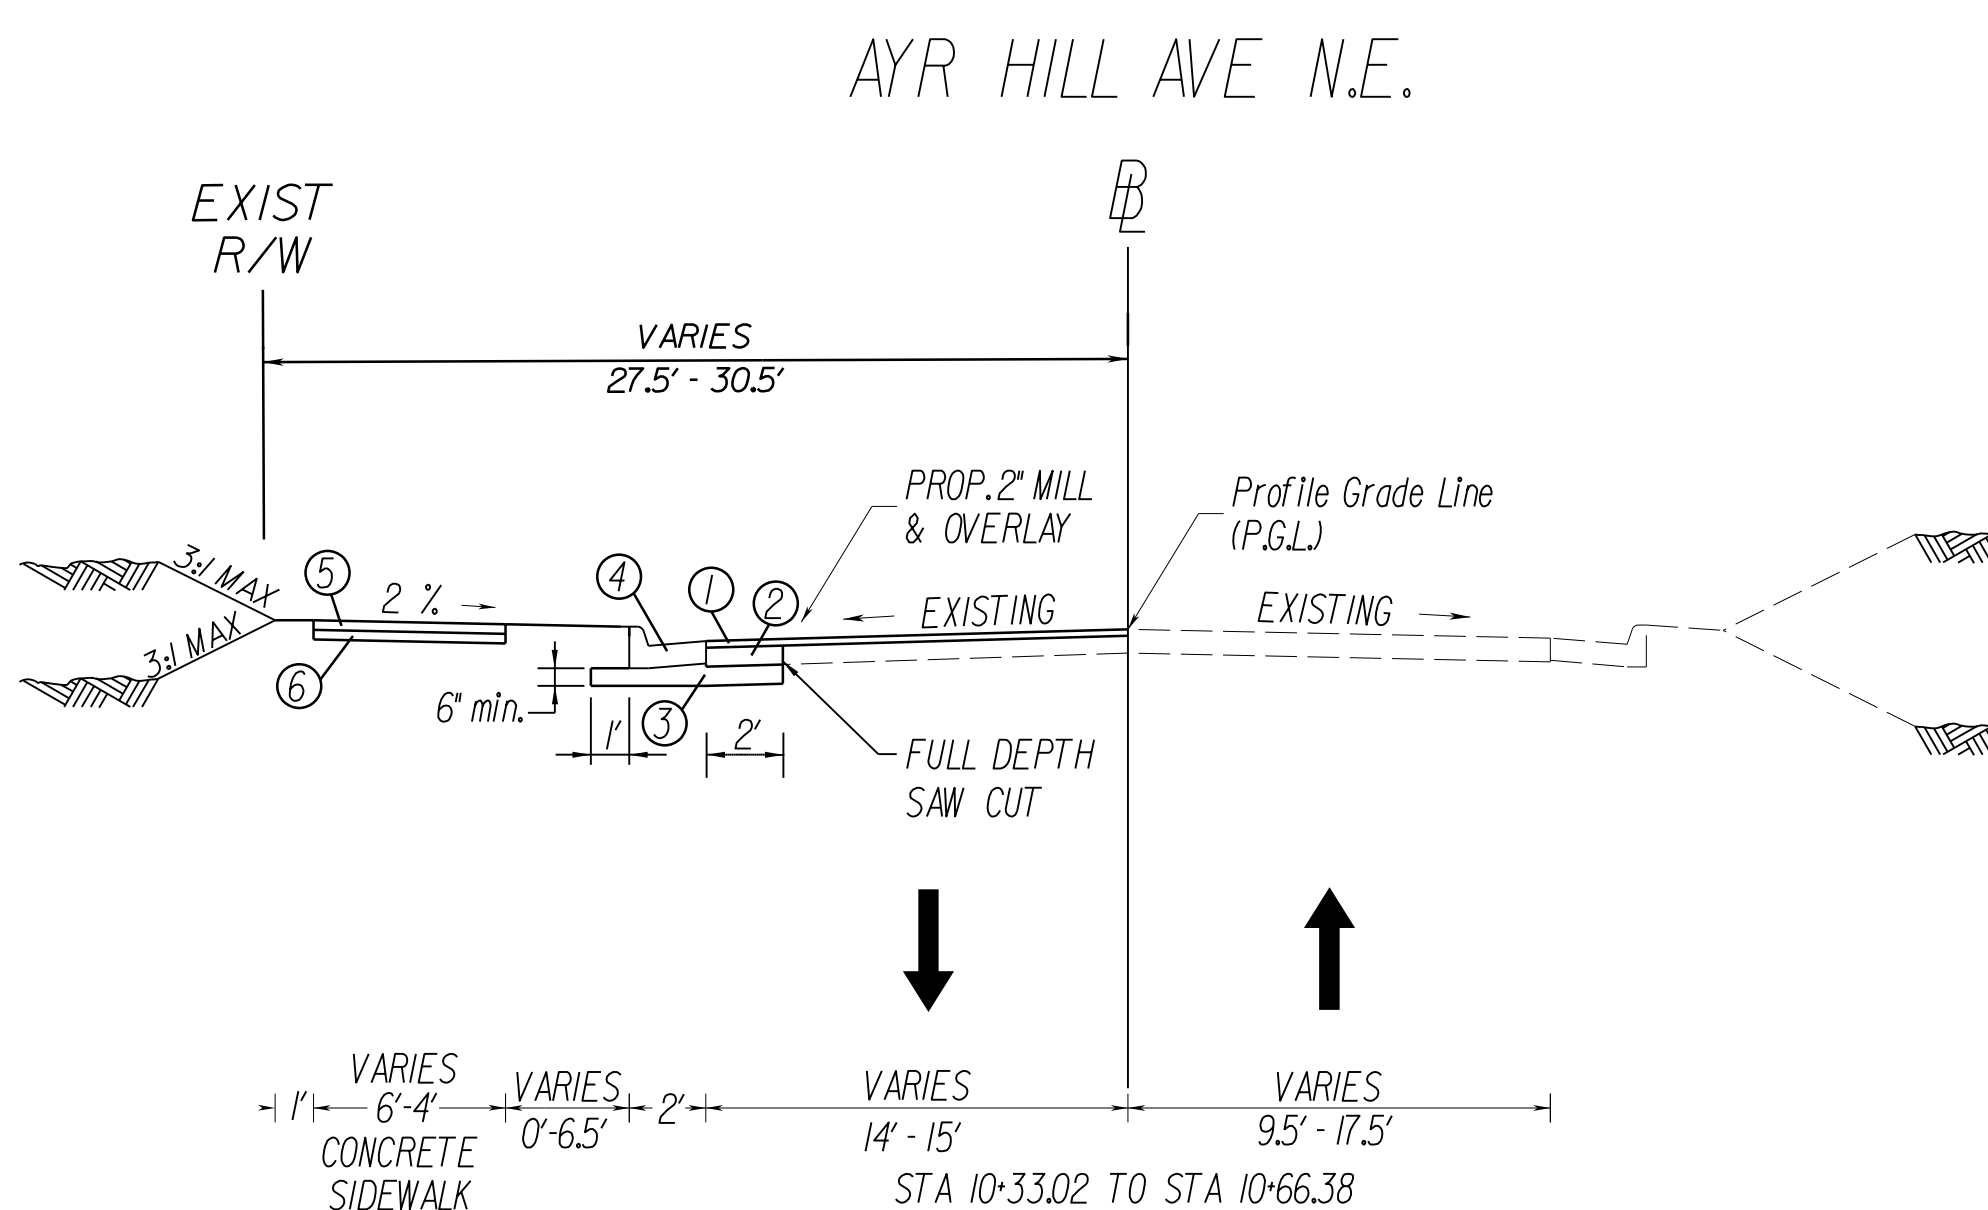 AYR HILL AVE N.E.
BL
EXIST
R/W
VARIES
27.5' - 30.5'
PROP. 2" MILL
& OVERLAY
Profile Grade Line
(P.G.L.)
3:1 MAX
5
2 %
4
1
2
EXISTING
EXISTING
3:1 MAX
6
6" min.
1'
3
2'
FULL DEPTH
SAW CUT
1'
VARIES
6'-4'
CONCRETE
SIDEWALK
VARIES
0'-6.5'
2'
VARIES
14' - 15'
VARIES
9.5' - 17.5'
STA 10+33.02 TO STA 10+66.38